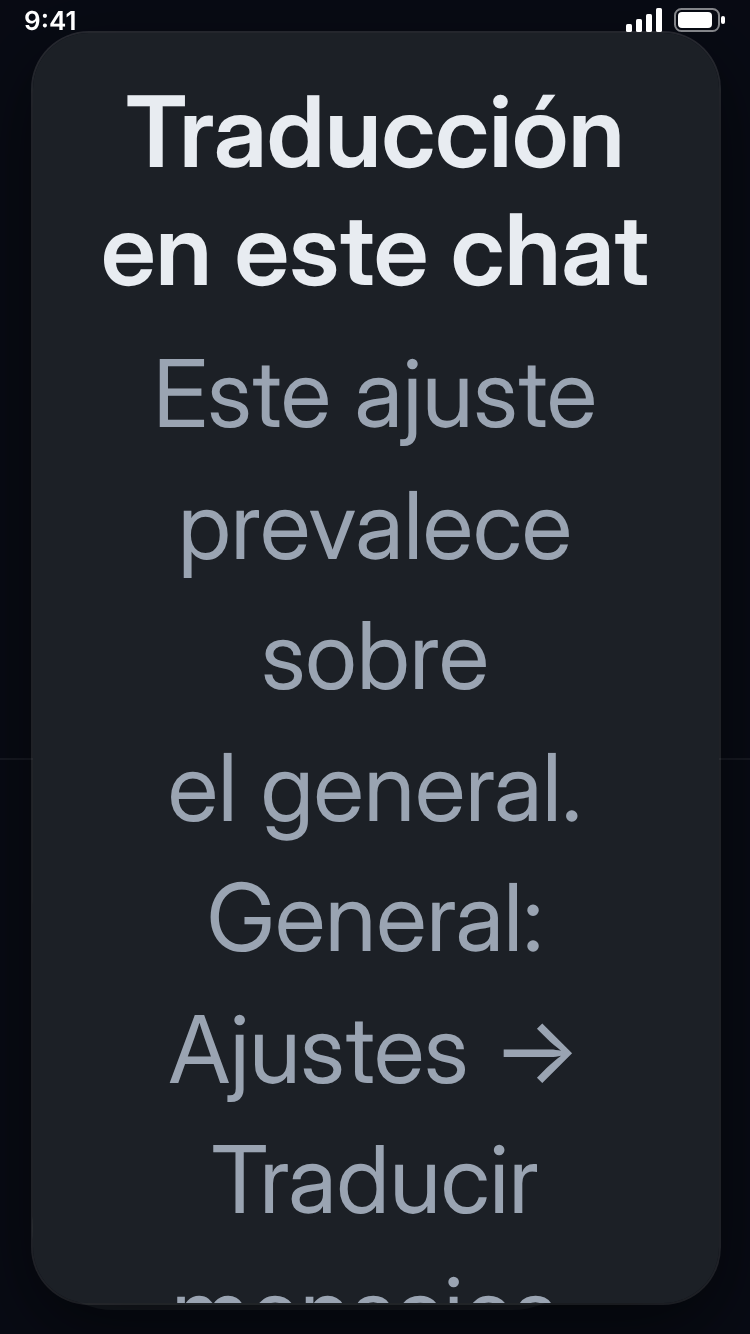 9:41
Traducción
en este chat
Este ajuste
prevalece
sobre
el general.
General:
Ajustes →
Traducir